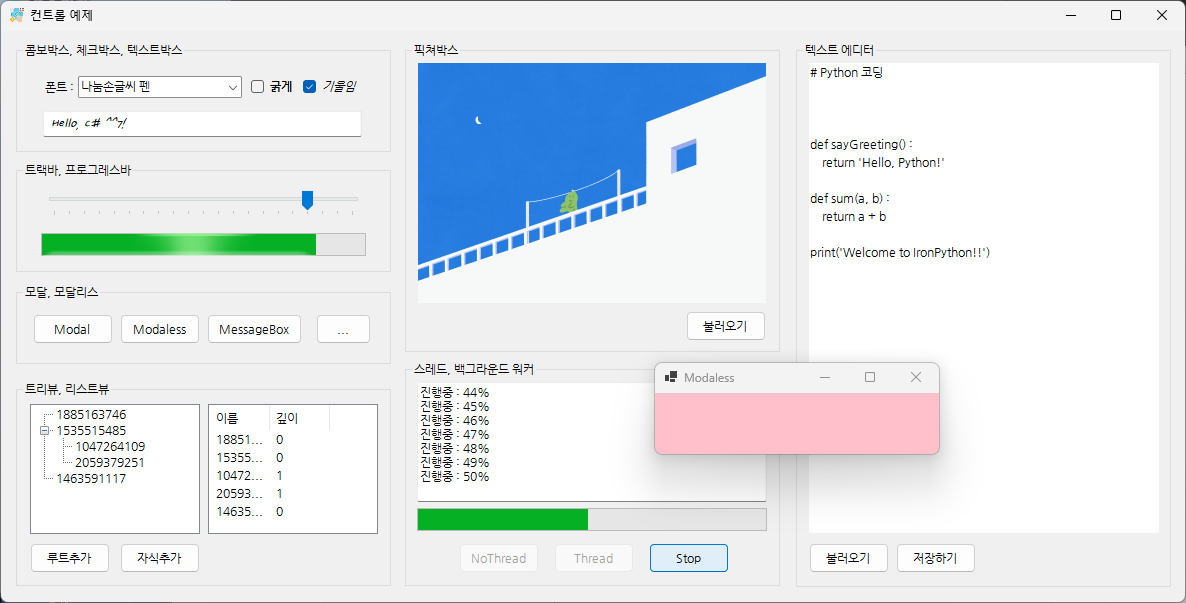 컨트롤 예제
콤보박스, 체크박스, 텍스트박스
폰트 : 나눔손글씨 펜 굵게 기울임
Hello, C# ^^7!
트랙바, 프로그레스바
모달, 모달리스
Modal Modaless MessageBox ...
트리뷰, 리스트뷰
1885163746
1535515485
1047264109
2059379251
1463591117
이름 깊이
18851... 0
15355... 0
10472... 1
20593... 1
14635... 0
루트추가 자식추가
픽쳐박스
불러오기
스레드, 백그라운드 워커
진행중 : 44%
진행중 : 45%
진행중 : 46%
진행중 : 47%
진행중 : 48%
진행중 : 49%
진행중 : 50%
NoThread Thread Stop
Modaless
텍스트 에디터
# Python 코딩
def sayGreeting() :
return 'Hello, Python!'
def sum(a, b) :
return a + b
print('Welcome to IronPython!!')
불러오기 저장하기